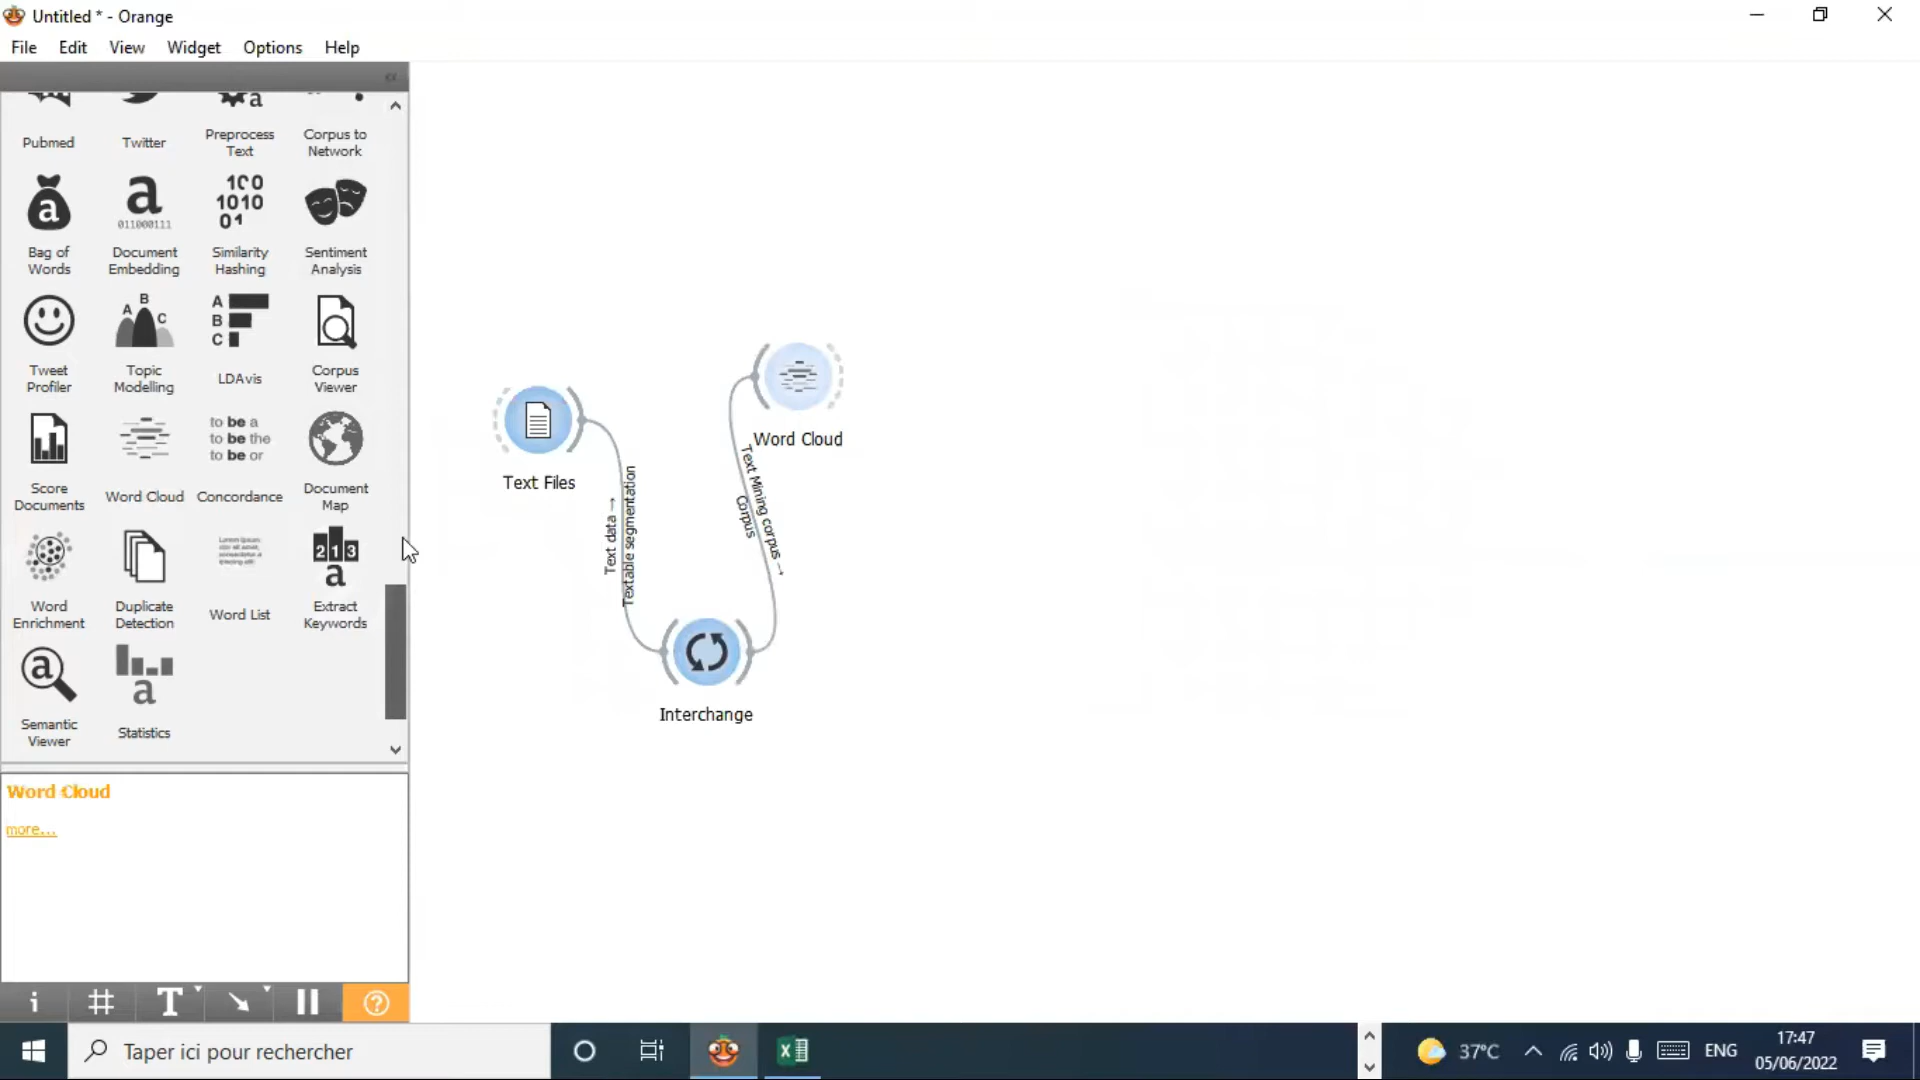 Untitled * - Orange
File Edit View Widget Options Help
Pubmed Twitter Preprocess Text Corpus to Network
Bag of Words Document Embedding Similarity Hashing Sentiment Analysis
Tweet Profiler Topic Modelling LDAvis Corpus Viewer
to be a
to be the
to be or
Score Documents Word Cloud Concordance Document Map
Word Enrichment Duplicate Detection Word List Extract Keywords
Semantic Viewer Statistics
Text Files
Text data →
Textable segmentation
Interchange
Text Mining corpus →
Corpus
Word Cloud
Word Cloud
more...
Taper ici pour rechercher
37°C
ENG
17:47
05/06/2022